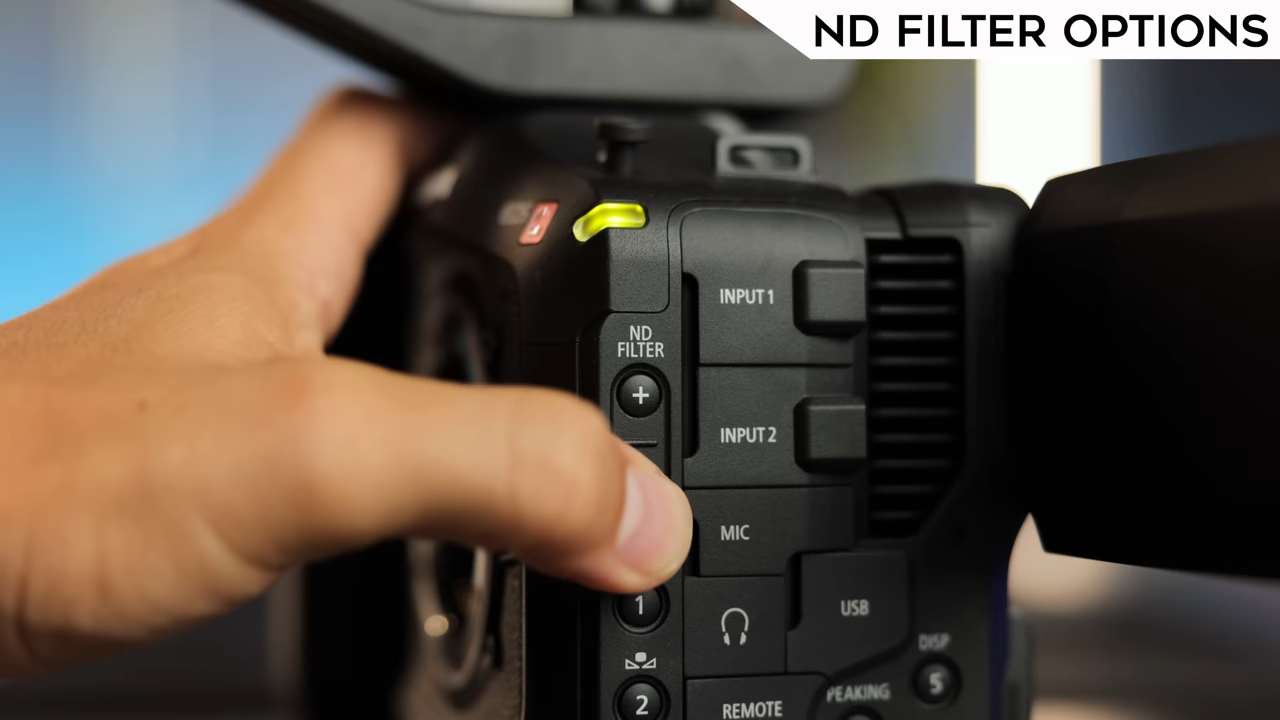 ND FILTER OPTIONS
INPUT 1
ND
FILTER
+
INPUT 2
MIC
1
USB
DISP
5
2
PEAKING
REMOTE